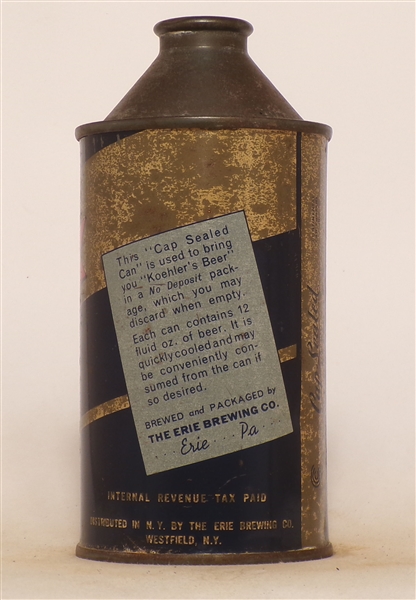 This "Cap Sealed
Can" is used to bring
you "Koehler's Beer"
in a No Deposit pack-
age, which you may
discard when empty.
Each can contains 12
fluid oz. of beer. It is
quickly cooled and may
be conveniently con-
sumed from the can if
so desired.
BREWED and PACKAGED by
THE ERIE BREWING CO.
Erie . . . Pa . . .
INTERNAL REVENUE TAX PAID
DISTRIBUTED IN N.Y. BY THE ERIE BREWING CO.
WESTFIELD, N.Y.
Cap Sealed